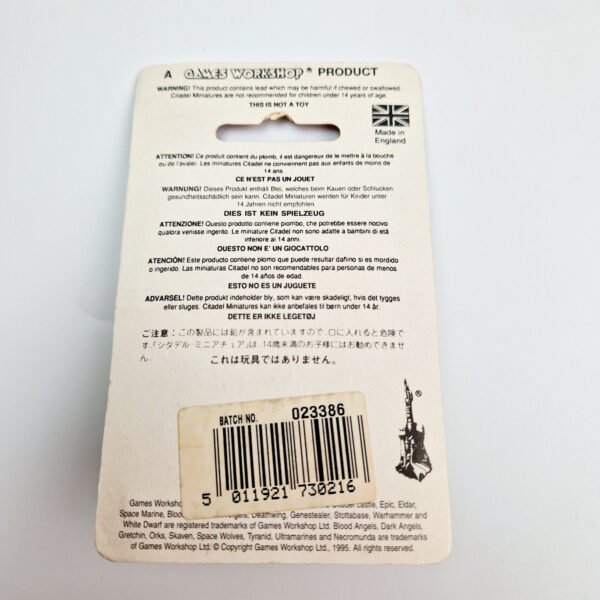 A GAMES WORKSHOP® PRODUCT
WARNING! This product contains lead which may be harmful if chewed or swallowed.
Citadel Miniatures are not recommended for children under 14 years of age.
THIS IS NOT A TOY
Made in
England
ATTENTION! Ce produit contient du plomb, il est dangereux de le mettre à la bouche
ou de l'avaler. Les miniatures Citadel ne conviennent pas aux enfants de moins de
14 ans.
CE N'EST PAS UN JOUET
WARNUNG! Dieses Produkt enthält Blei, welches beim Kauen oder Schlucken
gesundheitsschädlich sein kann. Citadel Miniaturen werden für Kinder unter
14 Jahren nicht empfohlen
DIES IST KEIN SPIELZEUG
ATTENZIONE! Questo prodotto contiene piombo, che potrebbe essere nocivo
qualora venisse ingerito. Le miniature Citadel non sono adatte a bambini di età
inferiore ai 14 anni.
QUESTO NON E' UN GIOCATTOLO
ATENCIÓN! Este producto contiene plomo que puede resultar dañino si es mordido
o ingerido. Las miniaturas Citadel no son recomendables para personas de menos
de 14 años de edad.
ESTO NO ES UN JUGUETE
ADVARSEL! Dette produkt indeholder bly, som kan være skadeligt, hvis det tygges
eller sluges. Citadel Miniatures kan ikke anbefales til børn under 14 år.
DETTE ER IKKE LEGETØJ
ご注意：この製品には鉛が含まれていますので、口に入れると危険で
す。「シタデル ミニアチュア」は、14歳未満のお子様にはお勧めできませ
ん。
これは玩具ではありません。
BATCH NO. 023386
5 011921 730216
®
Games Worksho castle, Epic, Eldar,
Space Marine, Bloo Angels, Deathwing, Genestealer, Slottabase, Warhammer and
White Dwarf are registered trademarks of Games Workshop Ltd. Blood Angels, Dark Angels,
Gretchin, Orks, Skaven, Space Wolves, Tyranid, Ultramarines and Necromunda are trademarks
of Games Workshop Ltd. © Copyright Games Workshop Ltd., 1995. All rights reserved.